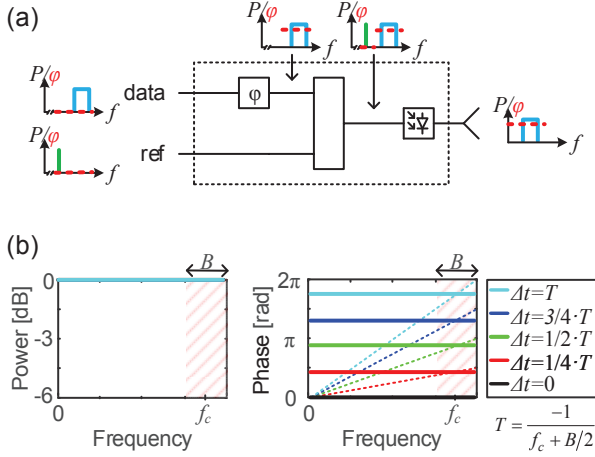 (a)
P/φ
f
P/φ
f
P/φ
f
data
φ
P/φ
f
ref
P/φ
f
(b)
B
B
0
-3
-6
Power [dB]
0
f_c
Frequency
2π
π
0
Phase [rad]
0
f_c
Frequency
Δt=T
Δt=3/4·T
Δt=1/2·T
Δt=1/4·T
Δt=0
T = -1 / (f_c + B/2)